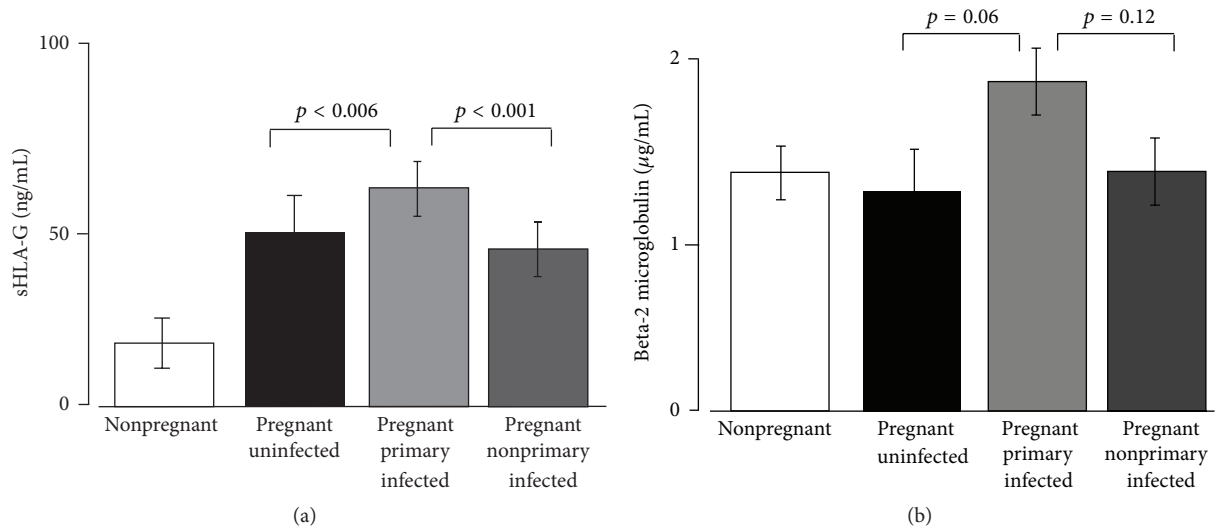 100
50
0
sHLA-G (ng/mL)
p < 0.006
p < 0.001
Nonpregnant
Pregnant
uninfected
Pregnant
primary
infected
Pregnant
nonprimary
infected
(a)
2
1
0
Beta-2 microglobulin (μg/mL)
p = 0.06
p = 0.12
Nonpregnant
Pregnant
uninfected
Pregnant
primary
infected
Pregnant
nonprimary
infected
(b)